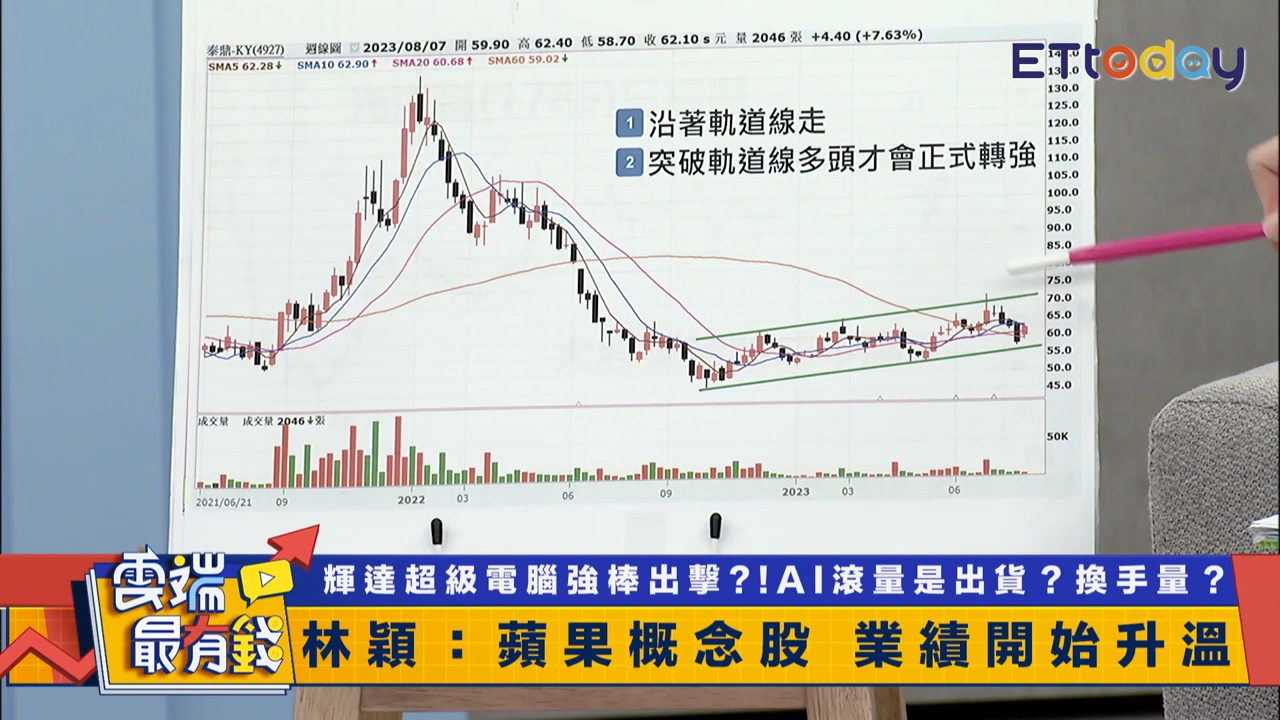 泰鼎-KY(4927) 週線圖 2023/08/07 開 59.90 高 62.40 低 58.70 收 62.10 s 元 量 2046 張 +4.40 (+7.63%)
SMA5 62.28↓ SMA10 62.90↑ SMA20 60.68↑ SMA60 59.02↓
ETtoday
130.0
125.0
120.0
115.0
110.0
105.0
100.0
95.0
90.0
85.0
75.0
70.0
65.0
60.0
55.0
50.0
45.0
1 沿著軌道線走
2 突破軌道線多頭才會正式轉強
成交量 成交量 2046↓張
50K
2021/06/21 09 2022 03 06 09 2023 03 06
雲端最有錢
輝達超級電腦強棒出擊?!AI滾量是出貨?換手量?
林穎:蘋果概念股 業績開始升溫